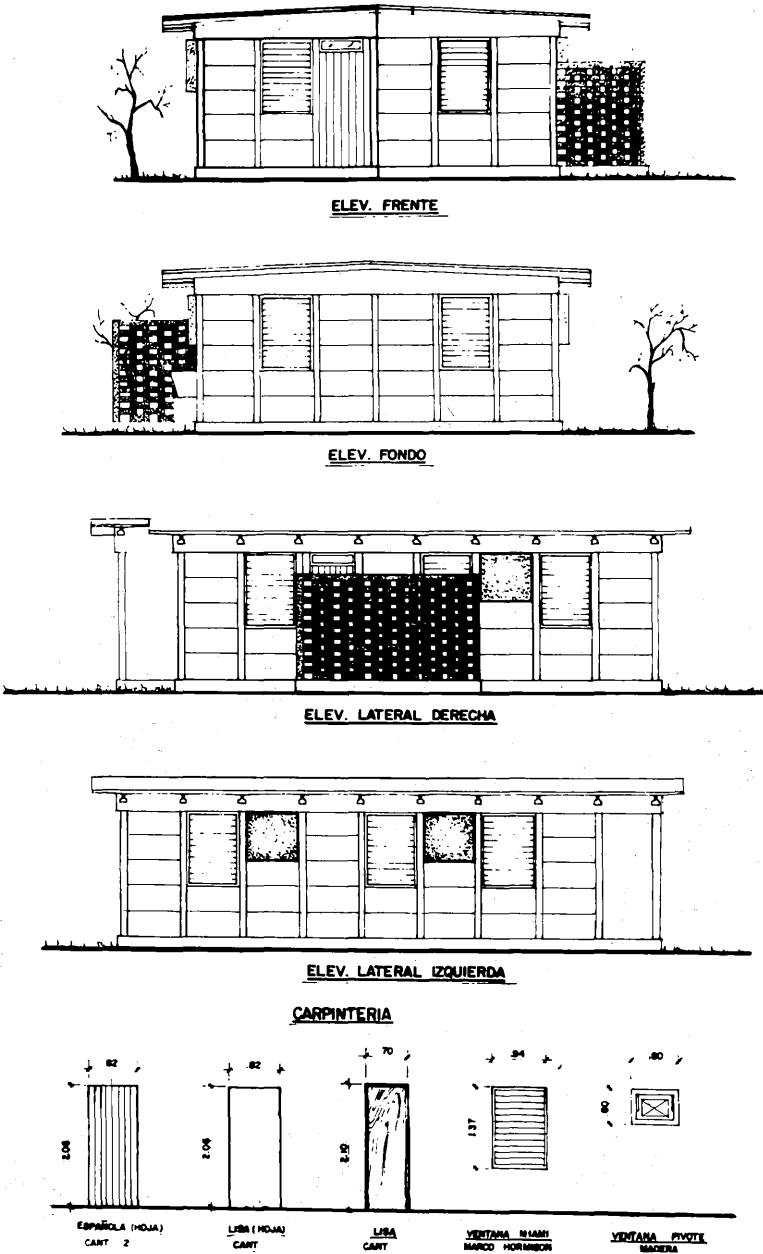 ELEV. FRENTE
ELEV. FONDO
ELEV. LATERAL DERECHA
ELEV. LATERAL IZQUIERDA
CARPINTERIA
.82
.82
.70
.94
.80
2.06
2.06
2.10
1.37
.60
ESPAÑOLA (HOJA)
CANT 2
LISA (HOJA)
CANT
LISA
CANT
VENTANA MIAMI
MARCO HORMIGON
VENTANA PIVOTE
MADERA